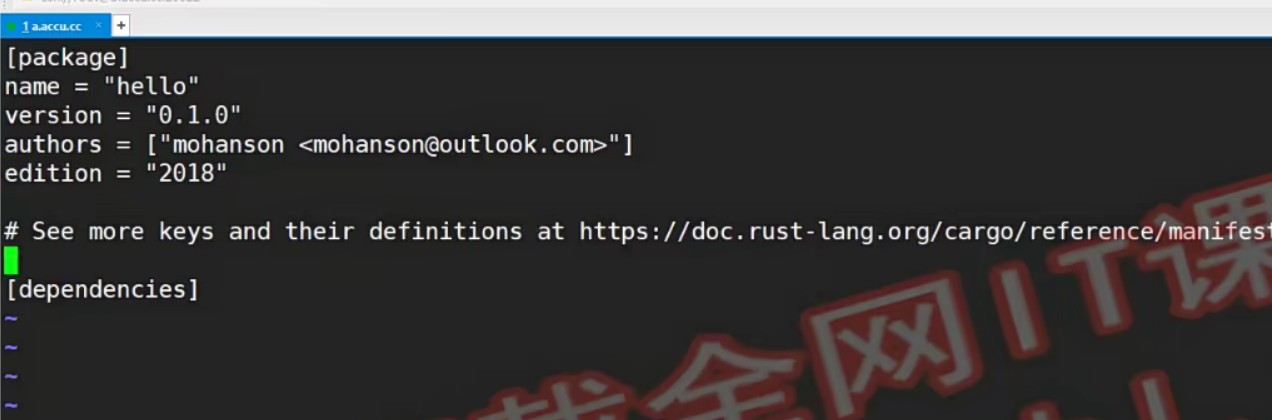 1 a.accu.cc × +
[package]
name = "hello"
version = "0.1.0"
authors = ["mohanson <mohanson@outlook.com>"]
edition = "2018"
# See more keys and their definitions at https://doc.rust-lang.org/cargo/reference/manifest
[dependencies]
~
~
~
~
载全网IT课